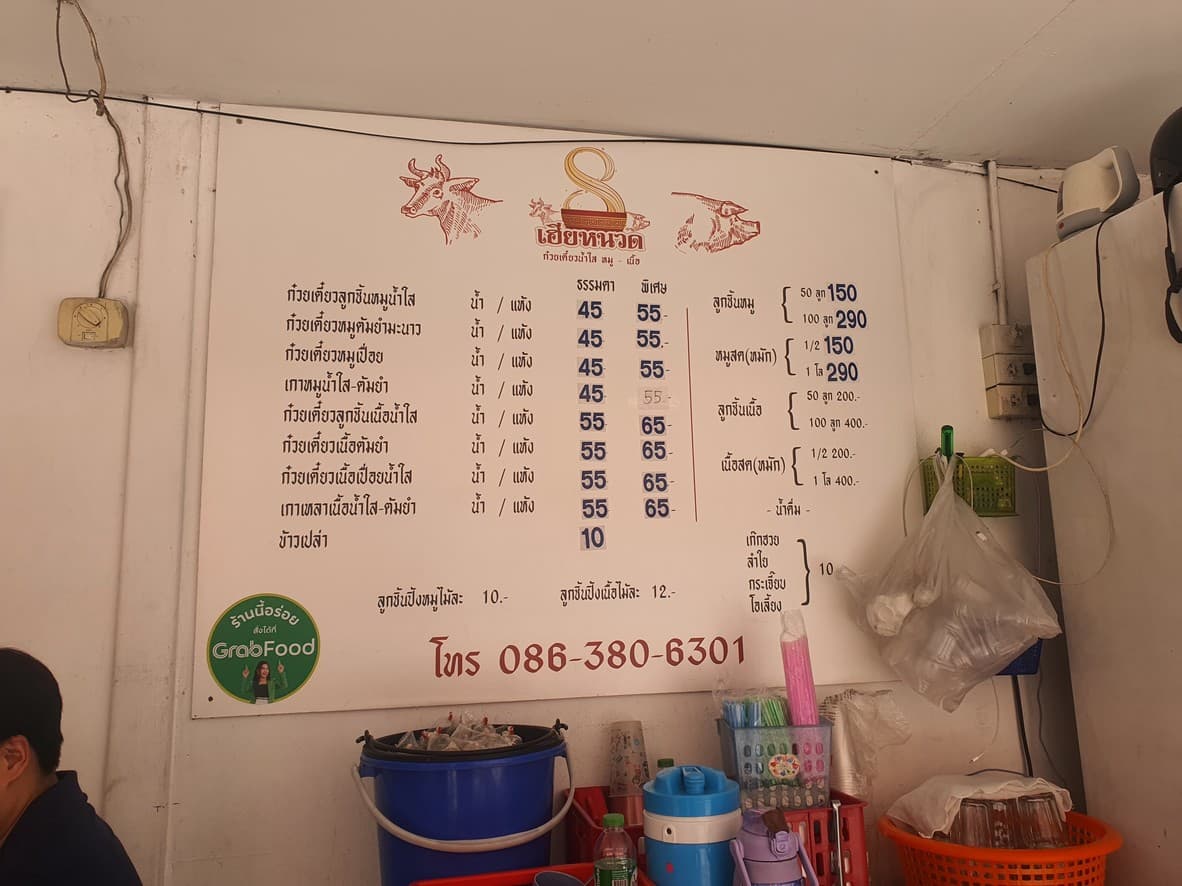 8
เฮียหนวด
ก๋วยเตี๋ยวน้ำใส หมู - เนื้อ
ธรรมดา พิเศษ
ก๋วยเตี๋ยวลูกชิ้นหมูน้ำใส น้ำ / แห้ง 45 55.-
ก๋วยเตี๋ยวหมูต้มยำมะนาว น้ำ / แห้ง 45 55.-
ก๋วยเตี๋ยวหมูเปื่อย น้ำ / แห้ง 45 55.-
เกาหมูน้ำใส-ต้มยำ น้ำ / แห้ง 45 55.-
ก๋วยเตี๋ยวลูกชิ้นเนื้อน้ำใส น้ำ / แห้ง 55 65.-
ก๋วยเตี๋ยวเนื้อต้มยำ น้ำ / แห้ง 55 65.-
ก๋วยเตี๋ยวเนื้อเปื่อยน้ำใส น้ำ / แห้ง 55 65.-
เกาเหลาเนื้อน้ำใส-ต้มยำ น้ำ / แห้ง 55 65.-
ข้าวเปล่า 10
ลูกชิ้นหมู { 50 ลูก 150
100 ลูก 290
หมูสด(หมัก) { 1/2 150
1 โล 290
ลูกชิ้นเนื้อ { 50 ลูก 200.-
100 ลูก 400.-
เนื้อสด(หมัก) { 1/2 200.-
1 โล 400.-
- น้ำดื่ม -
เก๊กฮวย
ลำใย
กระเจี๊ยบ
โอเลี้ยง } 10
ลูกชิ้นปิ้งหมูไม้ละ 10.- ลูกชิ้นปิ้งเนื้อไม้ละ 12.-
โทร 086-380-6301
ร้านนี้อร่อย
สั่งได้ที่
GrabFood